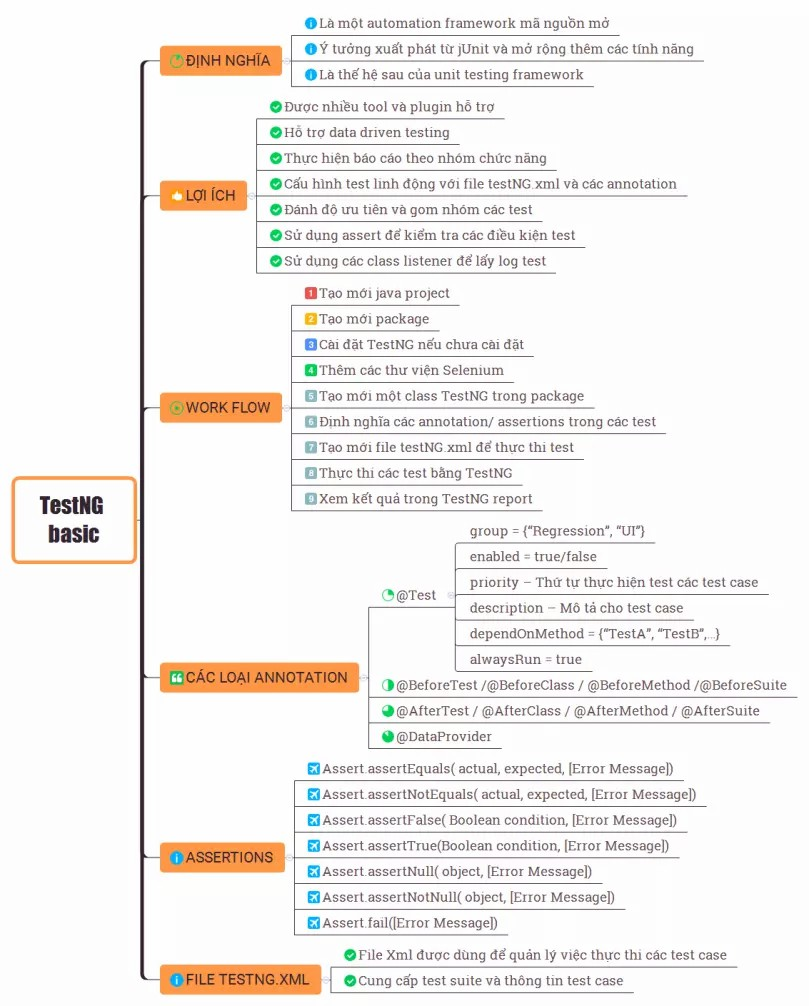 TestNG
basic
ĐỊNH NGHĨA
Là một automation framework mã nguồn mở
Ý tưởng xuất phát từ jUnit và mở rộng thêm các tính năng
Là thế hệ sau của unit testing framework
LỢI ÍCH
Được nhiều tool và plugin hỗ trợ
Hỗ trợ data driven testing
Thực hiện báo cáo theo nhóm chức năng
Cấu hình test linh động với file testNG.xml và các annotation
Đánh độ ưu tiên và gom nhóm các test
Sử dụng assert để kiểm tra các điều kiện test
Sử dụng các class listener để lấy log test
WORK FLOW
1 Tạo mới java project
2 Tạo mới package
3 Cài đặt TestNG nếu chưa cài đặt
4 Thêm các thư viện Selenium
5 Tạo mới một class TestNG trong package
6 Định nghĩa các annotation/ assertions trong các test
7 Tạo mới file testNG.xml để thực thi test
8 Thực thi các test bằng TestNG
9 Xem kết quả trong TestNG report
CÁC LOẠI ANNOTATION
@Test
group = {“Regression”, “UI”}
enabled = true/false
priority – Thứ tự thực hiện test các test case
description – Mô tả cho test case
dependOnMethod = {“TestA”, “TestB”,...}
alwaysRun = true
@BeforeTest /@BeforeClass / @BeforeMethod /@BeforeSuite
@AfterTest / @AfterClass / @AfterMethod / @AfterSuite
@DataProvider
ASSERTIONS
Assert.assertEquals( actual, expected, [Error Message])
Assert.assertNotEquals( actual, expected, [Error Message])
Assert.assertFalse( Boolean condition, [Error Message])
Assert.assertTrue(Boolean condition, [Error Message])
Assert.assertNull( object, [Error Message])
Assert.assertNotNull( object, [Error Message])
Assert.fail([Error Message])
FILE TESTNG.XML
File Xml được dùng để quản lý việc thực thi các test case
Cung cấp test suite và thông tin test case